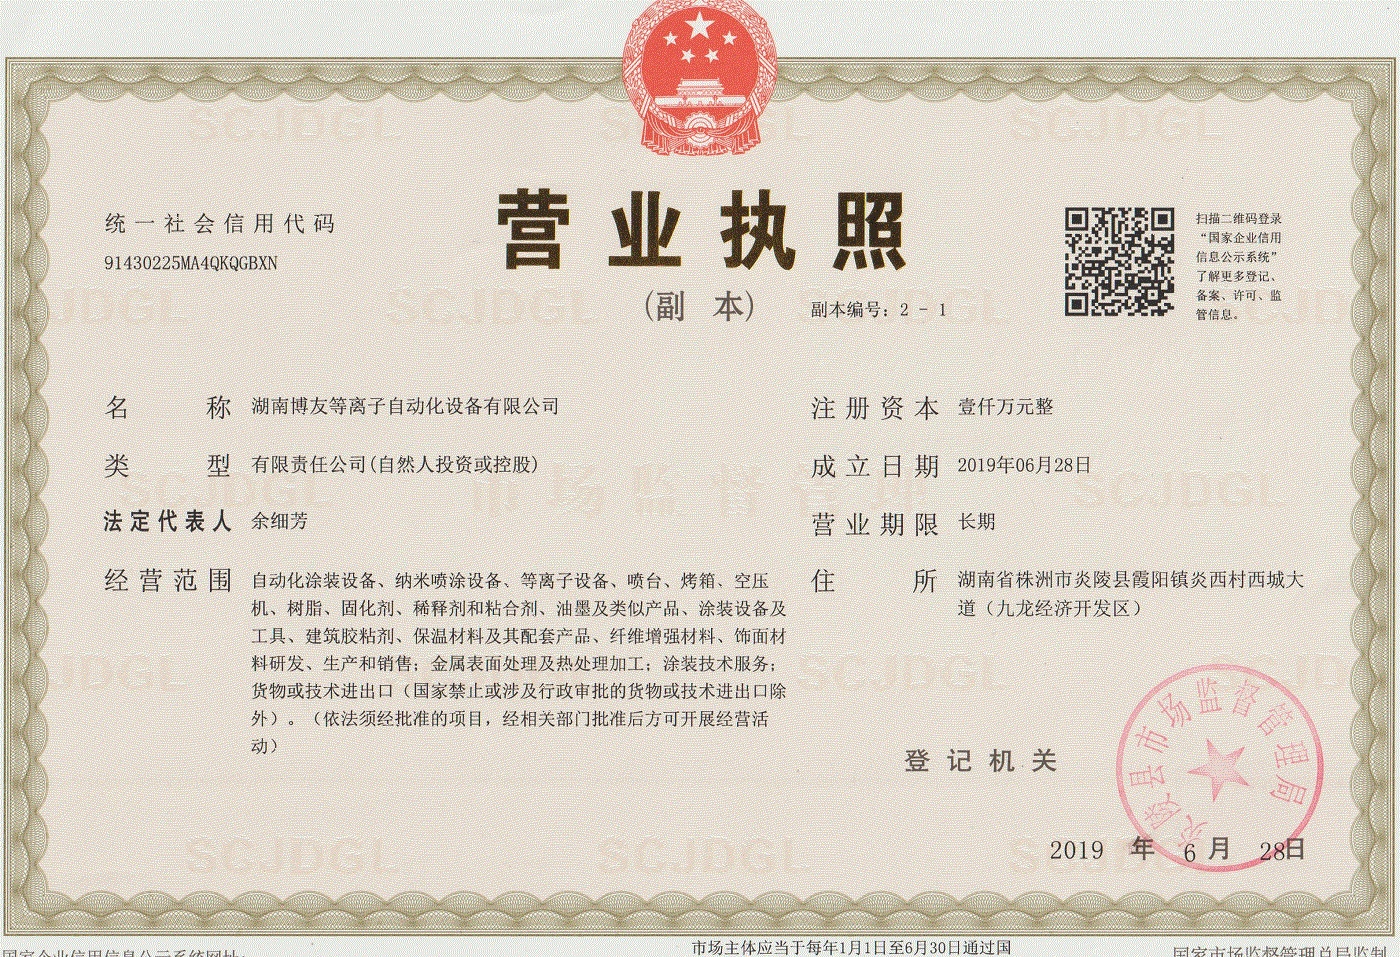 统一社会信用代码
91430225MA4QKQGBXN
营业执照
(副 本)
副本编号：2 - 1
扫描二维码登录
“国家企业信用
信息公示系统”
了解更多登记、
备案、许可、监
管信息。
名 称 湖南博友等离子自动化设备有限公司
类 型 有限责任公司(自然人投资或控股)
法定代表人 余细芳
经营范围 自动化涂装设备、纳米喷涂设备、等离子设备、喷台、烤箱、空压
机、树脂、固化剂、稀释剂和粘合剂、油墨及类似产品、涂装设备及
工具、建筑胶粘剂、保温材料及其配套产品、纤维增强材料、饰面材
料研发、生产和销售；金属表面处理及热处理加工；涂装技术服务；
货物或技术进出口（国家禁止或涉及行政审批的货物或技术进出口除
外）。（依法须经批准的项目，经相关部门批准后方可开展经营活
动）
注册资本 壹仟万元整
成立日期 2019年06月28日
营业期限 长期
住 所 湖南省株洲市炎陵县霞阳镇炎西村西城大
道（九龙经济开发区）
登记机关
炎陵县市场监督管理局
2019 年 6 月 28日
国家企业信用信息公示系统网址：
市场主体应当于每年1月1日至6月30日通过国
国家市场监督管理总局监制
SCJDGL
市场监督管理